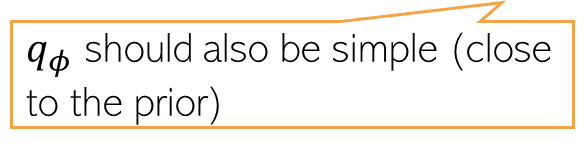 qϕ should also be simple (close
to the prior)